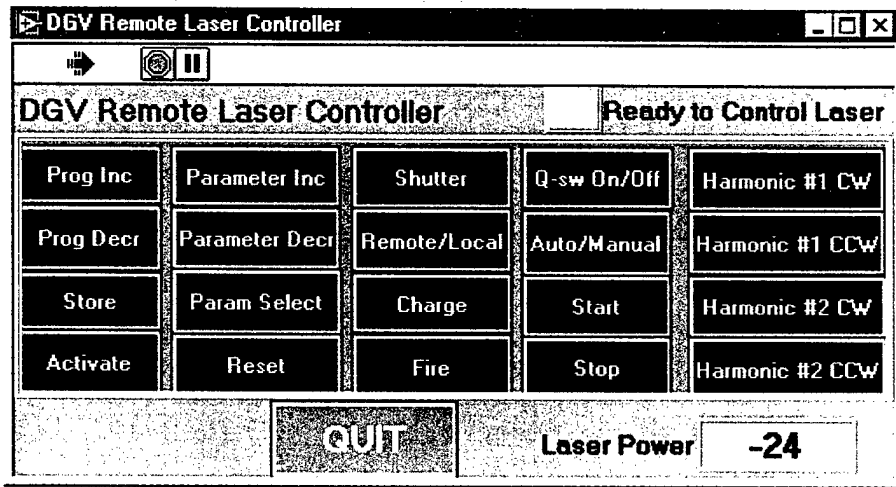 DGV Remote Laser Controller
DGV Remote Laser Controller Ready to Control Laser
Prog Inc Parameter Inc Shutter Q-sw On/Off Harmonic #1 CW
Prog Decr Parameter Decr Remote/Local Auto/Manual Harmonic #1 CCW
Store Param Select Charge Start Harmonic #2 CW
Activate Reset Fire Stop Harmonic #2 CCW
QUIT Laser Power -24